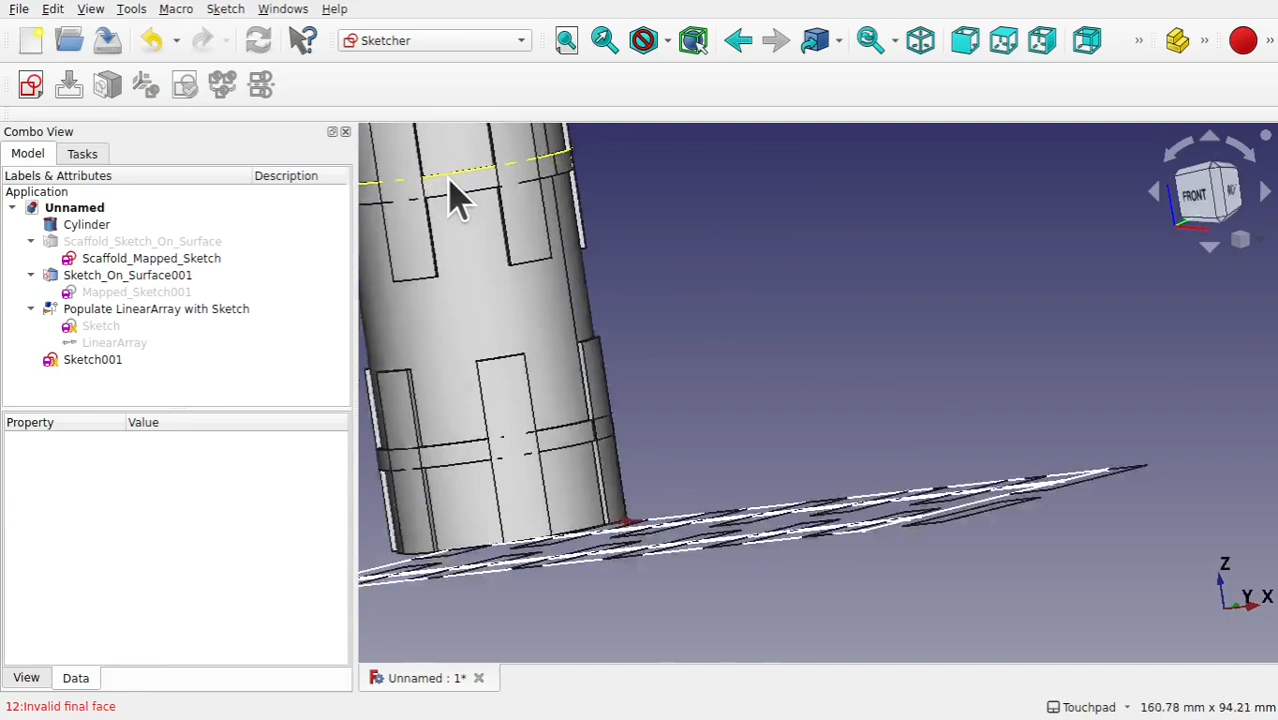 File Edit View Tools Macro Sketch Windows Help
Sketcher
Combo View
Model Tasks
Labels & Attributes Description
Application
Unnamed
Cylinder
Scaffold_Sketch_On_Surface
Scaffold_Mapped_Sketch
Sketch_On_Surface001
Mapped_Sketch001
Populate LinearArray with Sketch
Sketch
LinearArray
Sketch001
Property Value
FRONT
Z
Y X
Unnamed : 1*
View Data
12:Invalid final face
Touchpad 160.78 mm x 94.21 mm